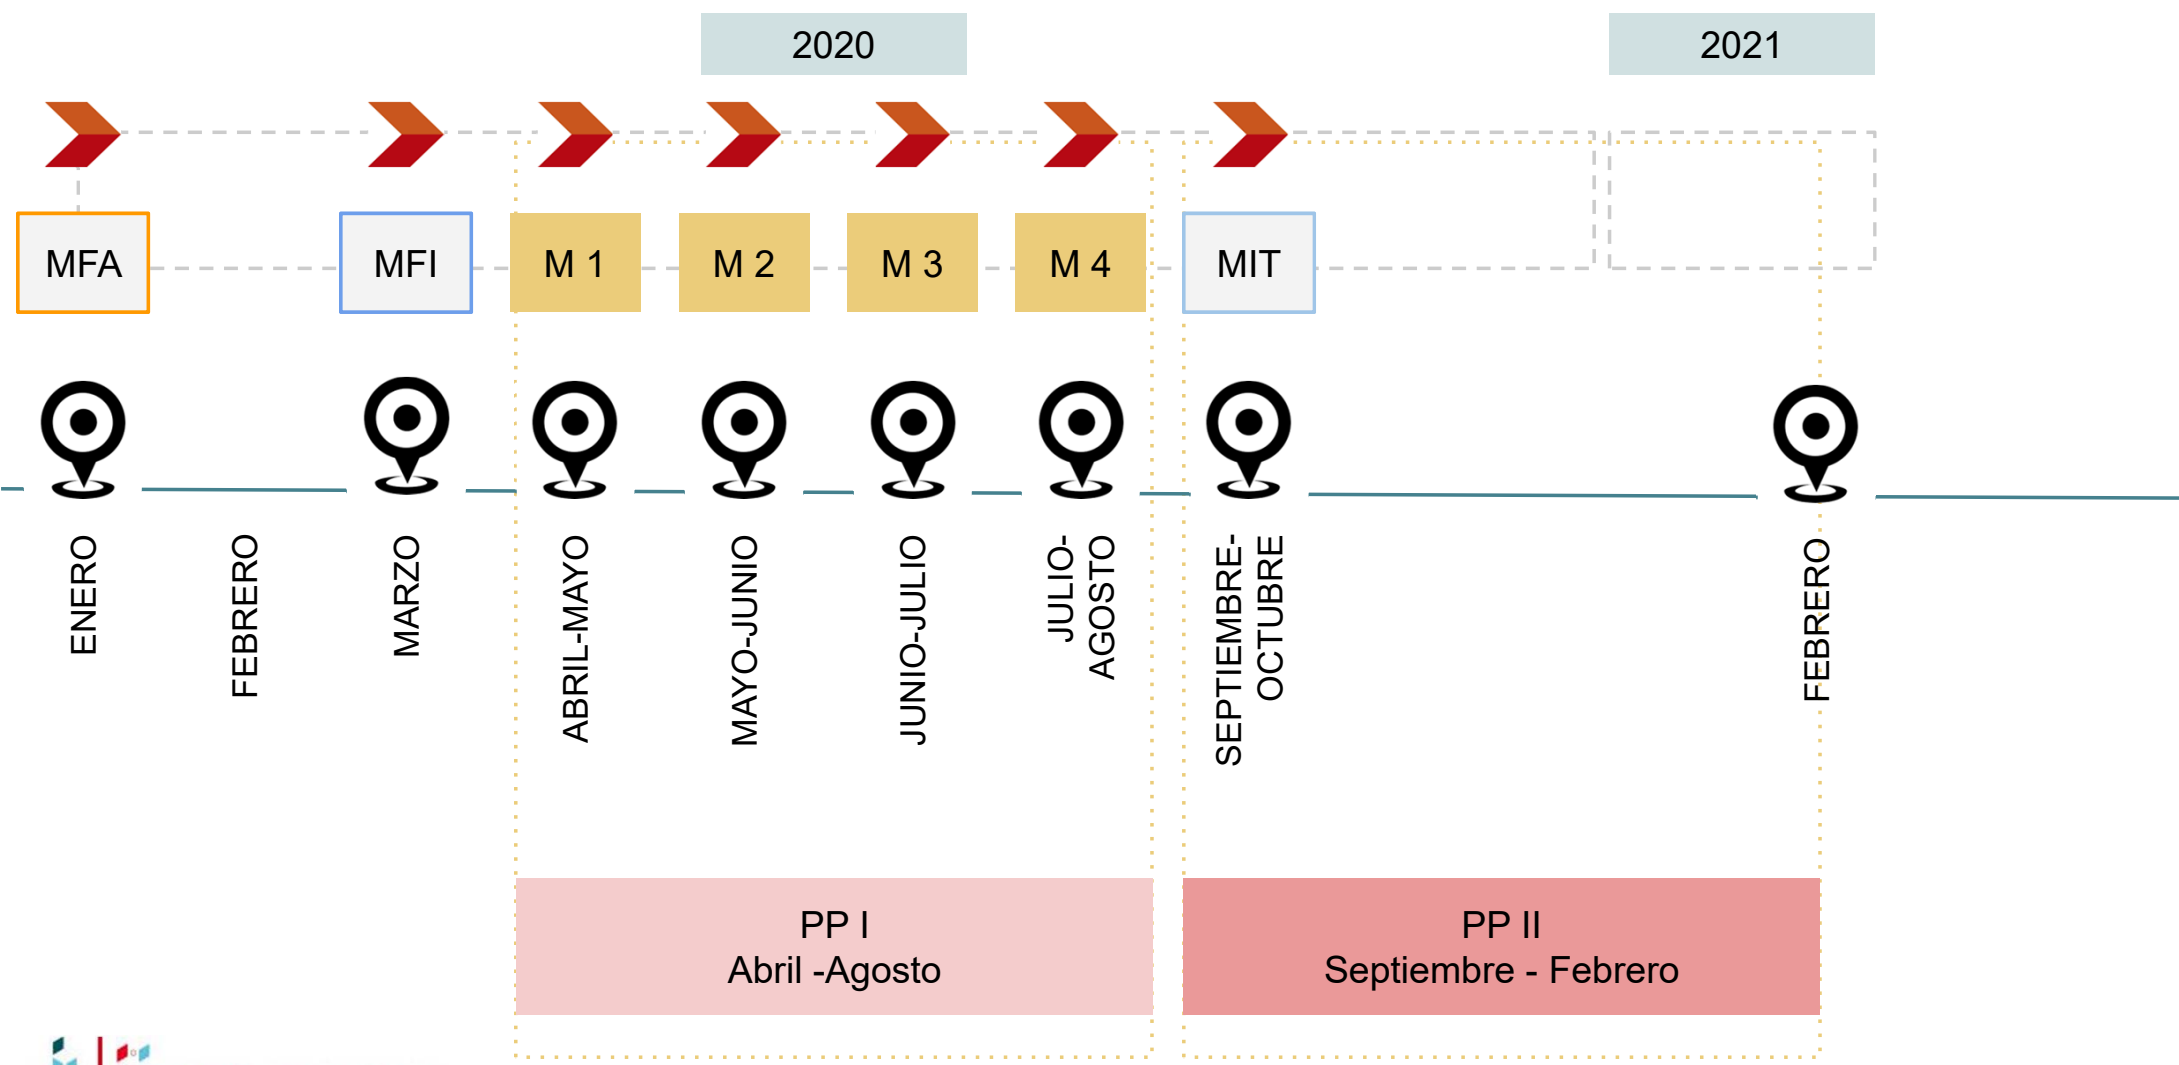 2020
2021
MFA
MFI
M 1
M 2
M 3
M 4
MIT
ENERO
FEBRERO
MARZO
ABRIL-MAYO
MAYO-JUNIO
JUNIO-JULIO
JULIO-
AGOSTO
SEPTIEMBRE-
OCTUBRE
FEBRERO
PP I
Abril -Agosto
PP II
Septiembre - Febrero